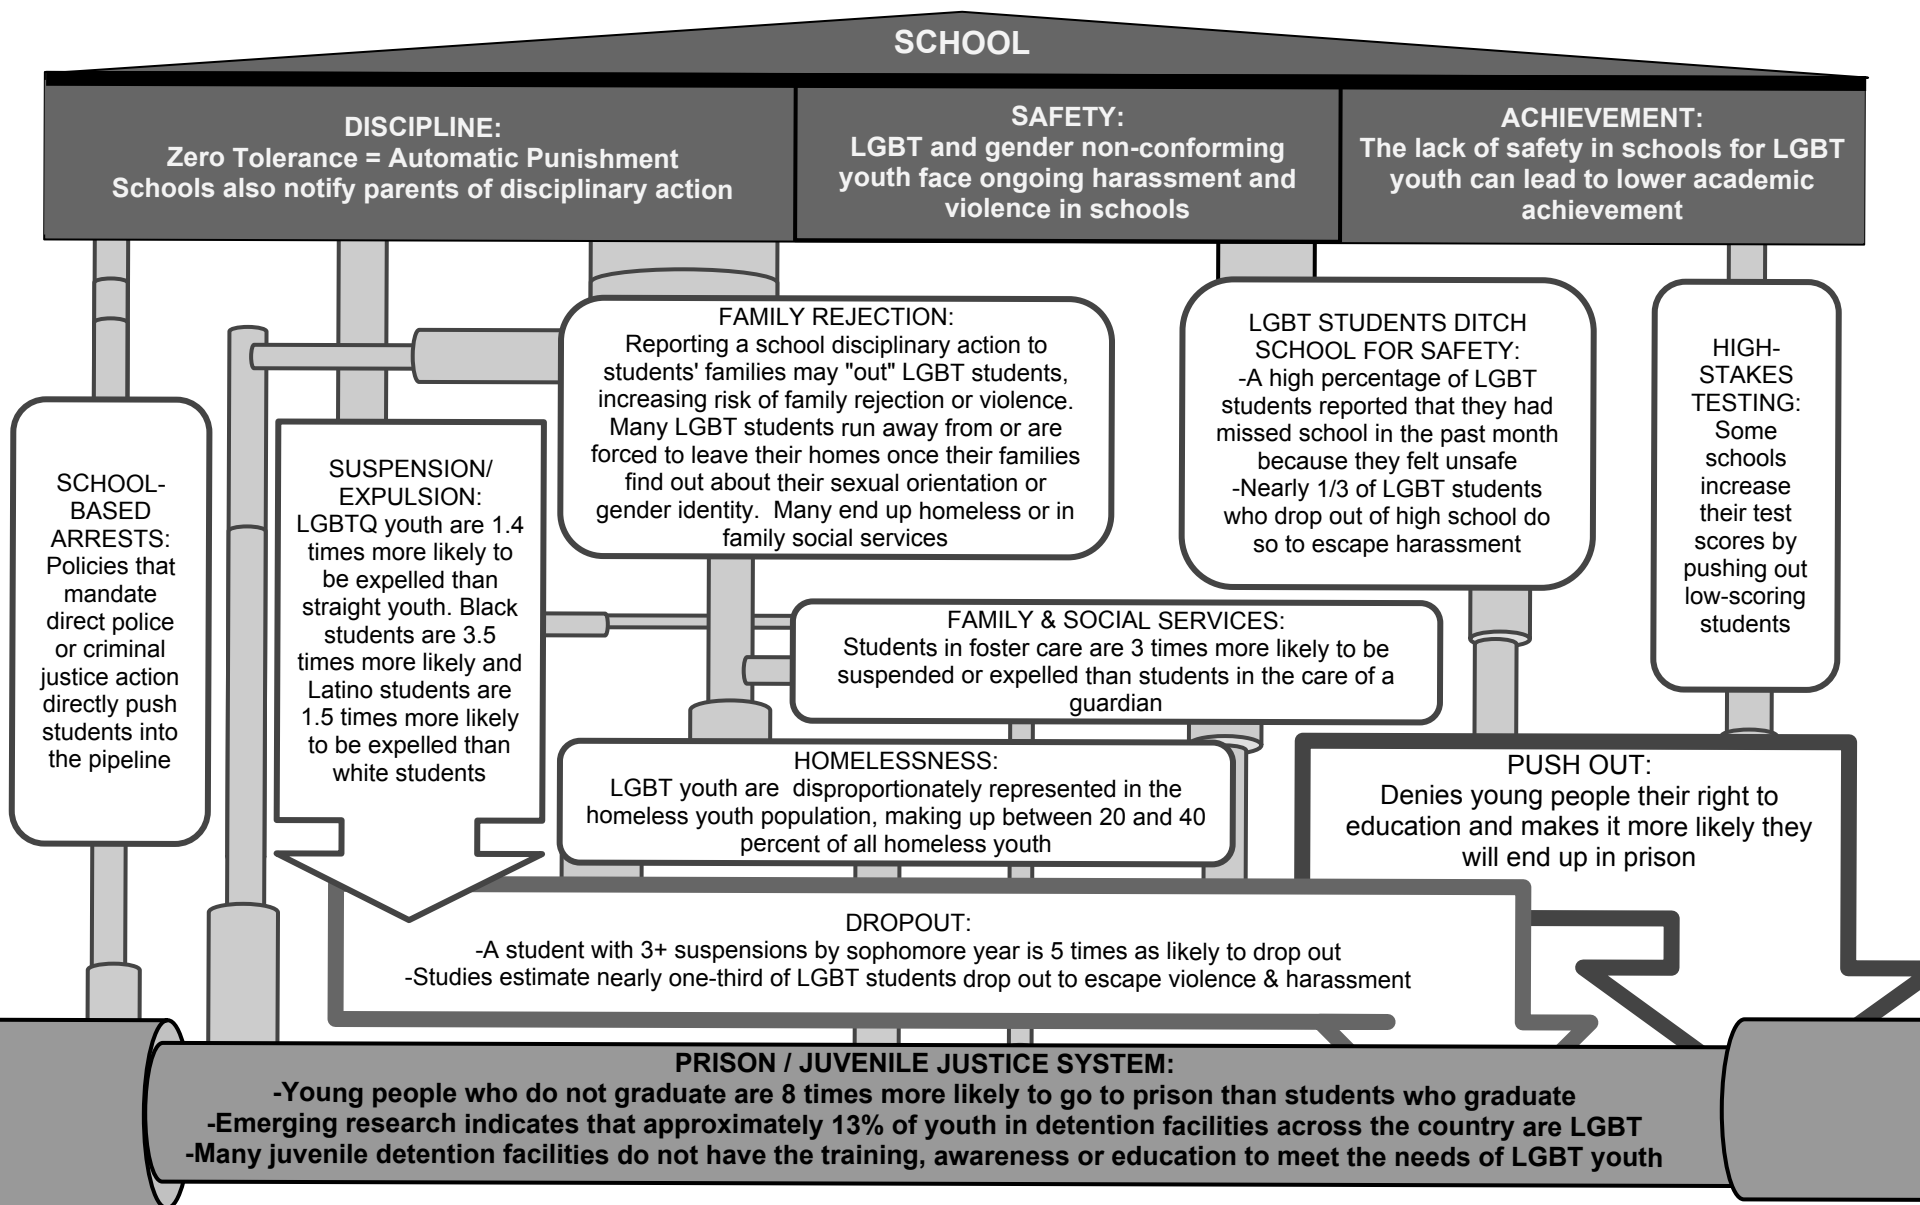 SCHOOL
DISCIPLINE:
Zero Tolerance = Automatic Punishment
Schools also notify parents of disciplinary action
SAFETY:
LGBT and gender non-conforming
youth face ongoing harassment and
violence in schools
ACHIEVEMENT:
The lack of safety in schools for LGBT
youth can lead to lower academic
achievement
SCHOOL-
BASED
ARRESTS:
Policies that
mandate
direct police
or criminal
justice action
directly push
students into
the pipeline
SUSPENSION/
EXPULSION:
LGBTQ youth are 1.4
times more likely to
be expelled than
straight youth. Black
students are 3.5
times more likely and
Latino students are
1.5 times more likely
to be expelled than
white students
FAMILY REJECTION:
Reporting a school disciplinary action to
students' families may "out" LGBT students,
increasing risk of family rejection or violence.
Many LGBT students run away from or are
forced to leave their homes once their families
find out about their sexual orientation or
gender identity.  Many end up homeless or in
family social services
LGBT STUDENTS DITCH
SCHOOL FOR SAFETY:
-A high percentage of LGBT
students reported that they had
missed school in the past month
because they felt unsafe
-Nearly 1/3 of LGBT students
who drop out of high school do
so to escape harassment
HIGH-
STAKES
TESTING:
Some
schools
increase
their test
scores by
pushing out
low-scoring
students
FAMILY & SOCIAL SERVICES:
Students in foster care are 3 times more likely to be
suspended or expelled than students in the care of a
guardian
HOMELESSNESS:
LGBT youth are  disproportionately represented in the
homeless youth population, making up between 20 and 40
percent of all homeless youth
PUSH OUT:
Denies young people their right to
education and makes it more likely they
will end up in prison
DROPOUT:
-A student with 3+ suspensions by sophomore year is 5 times as likely to drop out
-Studies estimate nearly one-third of LGBT students drop out to escape violence & harassment
PRISON / JUVENILE JUSTICE SYSTEM:
-Young people who do not graduate are 8 times more likely to go to prison than students who graduate
-Emerging research indicates that approximately 13% of youth in detention facilities across the country are LGBT
-Many juvenile detention facilities do not have the training, awareness or education to meet the needs of LGBT youth